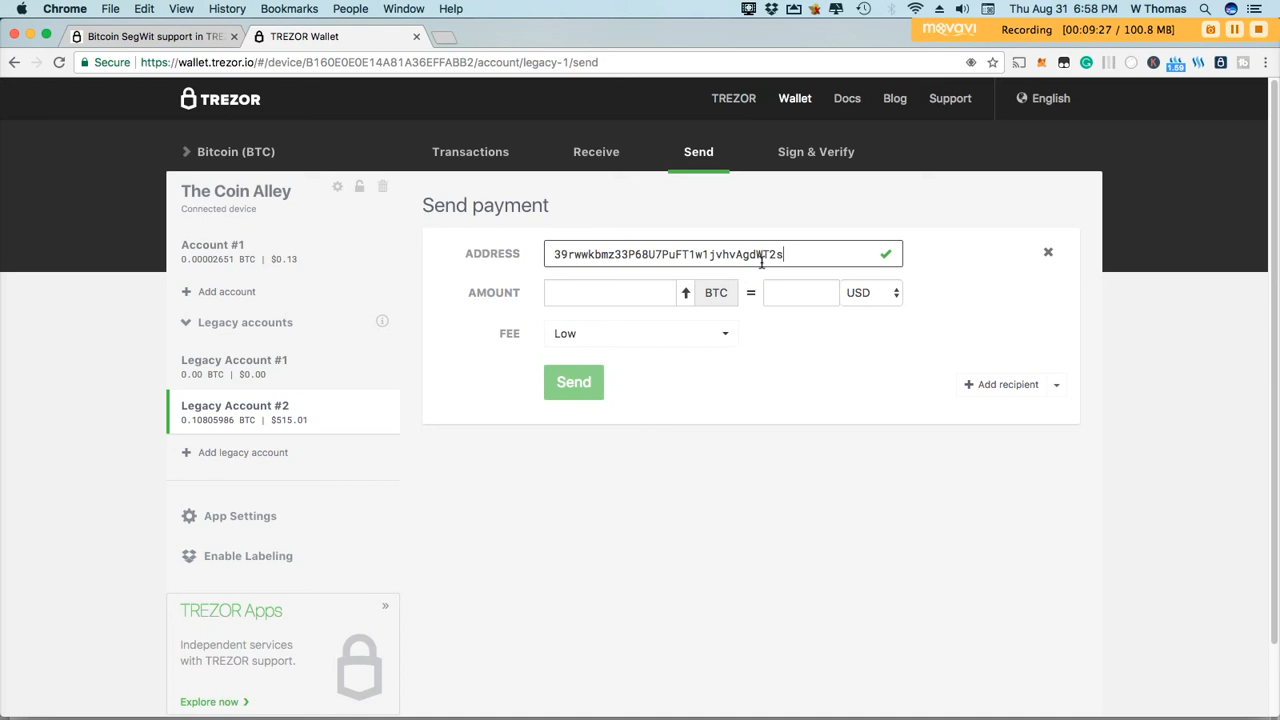 Chrome File Edit View History Bookmarks People Window Help
Thu Aug 31 6:58 PM W Thomas
Bitcoin SegWit support in TRE
TREZOR Wallet
movavi
Recording [ 00:09:27 / 100.8 MB ]
Secure
https://wallet.trezor.io/#/device/B160E0E0E14A81A36EFFABB2/account/legacy-1/send
1.59
TREZOR
TREZOR Wallet Docs Blog Support English
Bitcoin (BTC)
Transactions Receive Send Sign & Verify
The Coin Alley
Connected device
Account #1
0.00002651 BTC | $0.13
Add account
Legacy accounts
Legacy Account #1
0.00 BTC | $0.00
Legacy Account #2
0.10805986 BTC | $515.01
Add legacy account
App Settings
Enable Labeling
TREZOR Apps
Independent services
with TREZOR support.
Explore now
Send payment
ADDRESS 39rwwkbmz33P68U7PuFT1w1jvhvAgdWT2s
AMOUNT BTC = USD
FEE Low
Send
Add recipient